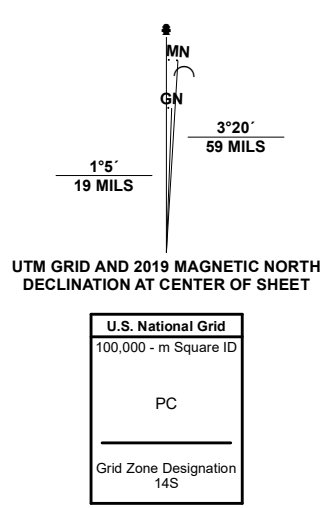 MN
GN
3°20´
59 MILS
1°5´
19 MILS
UTM GRID AND 2019 MAGNETIC NORTH
DECLINATION AT CENTER OF SHEET
U.S. National Grid
100,000 - m Square ID
PC
Grid Zone Designation
14S